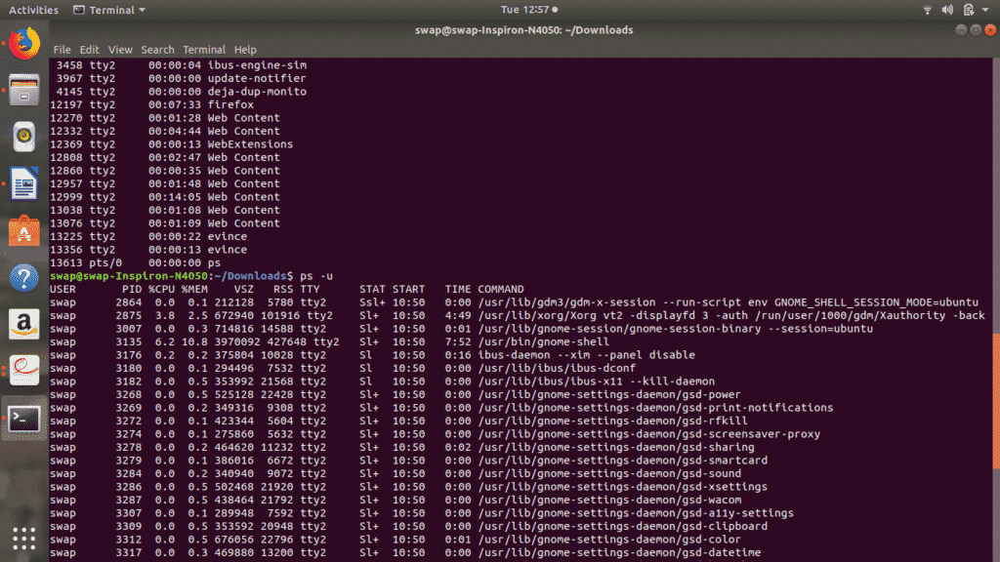 Activities Terminal Tue 12:57
swap@swap-Inspiron-N4050: ~/Downloads
File Edit View Search Terminal Help
3458 tty2 00:00:04 ibus-engine-sim
3967 tty2 00:00:00 update-notifier
4145 tty2 00:00:00 deja-dup-monito
12197 tty2 00:07:33 firefox
12270 tty2 00:01:28 Web Content
12332 tty2 00:04:44 Web Content
12369 tty2 00:00:13 WebExtensions
12808 tty2 00:02:47 Web Content
12860 tty2 00:00:35 Web Content
12957 tty2 00:01:48 Web Content
12999 tty2 00:14:05 Web Content
13038 tty2 00:01:08 Web Content
13076 tty2 00:01:09 Web Content
13225 tty2 00:00:22 evince
13356 tty2 00:00:13 evince
13613 pts/0 00:00:00 ps
swap@swap-Inspiron-N4050:~/Downloads$ ps -u
USER PID %CPU %MEM VSZ RSS TTY STAT START TIME COMMAND
swap 2864 0.0 0.1 212128 5780 tty2 Ssl+ 10:50 0:00 /usr/lib/gdm3/gdm-x-session --run-script env GNOME_SHELL_SESSION_MODE=ubuntu
swap 2875 3.8 2.5 672940 101916 tty2 Sl+ 10:50 4:49 /usr/lib/xorg/Xorg vt2 -displayfd 3 -auth /run/user/1000/gdm/Xauthority -back
swap 3007 0.0 0.3 714816 14588 tty2 Sl+ 10:50 0:01 /usr/lib/gnome-session/gnome-session-binary --session=ubuntu
swap 3135 6.2 10.8 3970092 427648 tty2 Sl+ 10:50 7:52 /usr/bin/gnome-shell
swap 3176 0.2 0.2 375804 10028 tty2 Sl 10:50 0:16 ibus-daemon --xim --panel disable
swap 3180 0.0 0.1 294496 7532 tty2 Sl 10:50 0:00 /usr/lib/ibus/ibus-dconf
swap 3182 0.0 0.5 353992 21568 tty2 Sl 10:50 0:00 /usr/lib/ibus/ibus-x11 --kill-daemon
swap 3268 0.0 0.5 525128 22428 tty2 Sl+ 10:50 0:00 /usr/lib/gnome-settings-daemon/gsd-power
swap 3269 0.0 0.2 349316 9308 tty2 Sl+ 10:50 0:00 /usr/lib/gnome-settings-daemon/gsd-print-notifications
swap 3272 0.0 0.1 423344 5604 tty2 Sl+ 10:50 0:00 /usr/lib/gnome-settings-daemon/gsd-rfkill
swap 3274 0.0 0.1 275860 5632 tty2 Sl+ 10:50 0:00 /usr/lib/gnome-settings-daemon/gsd-screensaver-proxy
swap 3278 0.0 0.2 464620 11232 tty2 Sl+ 10:50 0:02 /usr/lib/gnome-settings-daemon/gsd-sharing
swap 3279 0.0 0.1 386016 6672 tty2 Sl+ 10:50 0:00 /usr/lib/gnome-settings-daemon/gsd-smartcard
swap 3284 0.0 0.2 340940 9072 tty2 Sl+ 10:50 0:00 /usr/lib/gnome-settings-daemon/gsd-sound
swap 3286 0.0 0.5 502468 21920 tty2 Sl+ 10:50 0:00 /usr/lib/gnome-settings-daemon/gsd-xsettings
swap 3287 0.0 0.5 438464 21792 tty2 Sl+ 10:50 0:00 /usr/lib/gnome-settings-daemon/gsd-wacom
swap 3307 0.0 0.1 289948 7592 tty2 Sl+ 10:50 0:00 /usr/lib/gnome-settings-daemon/gsd-a11y-settings
swap 3309 0.0 0.5 353592 20948 tty2 Sl+ 10:50 0:00 /usr/lib/gnome-settings-daemon/gsd-clipboard
swap 3312 0.0 0.5 676056 22796 tty2 Sl+ 10:50 0:01 /usr/lib/gnome-settings-daemon/gsd-color
swap 3317 0.0 0.3 469880 13200 tty2 Sl+ 10:50 0:00 /usr/lib/gnome-settings-daemon/gsd-datetime